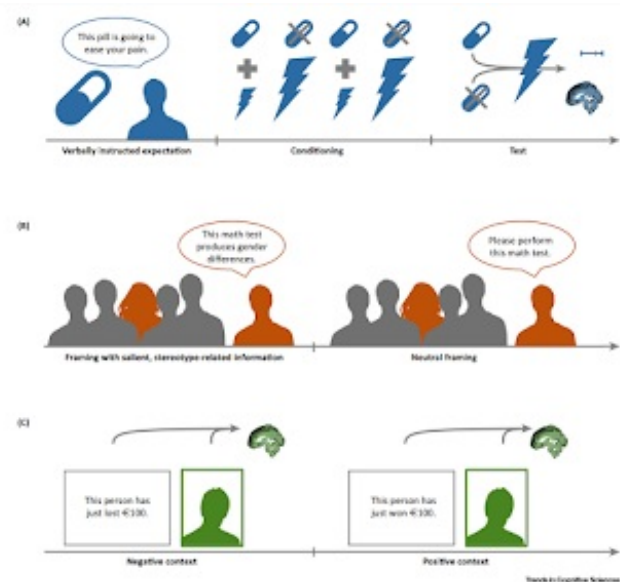 (A)
This pill is going to
ease your pain.
Verbally instructed expectation
Conditioning
Test
(B)
This math test
produces gender
differences.
Please perform
this math test.
Framing with salient, stereotype-related information
Neutral framing
(C)
This person has
just lost €100.
This person has
just won €100.
Negative context
Positive context
Trends in Cognitive Sciences